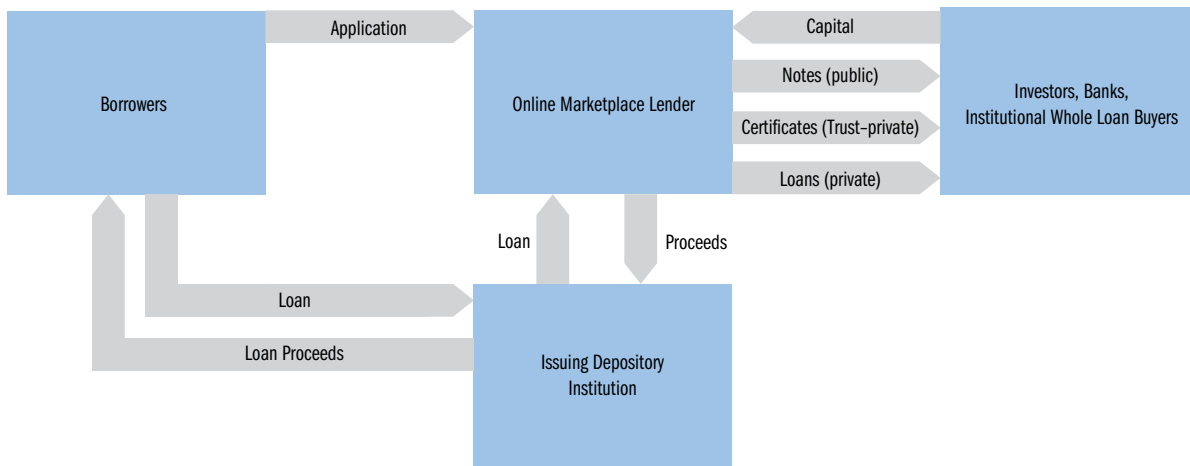 Application
Capital
Notes (public)
Borrowers
Online Marketplace Lender
Investors, Banks,
Institutional Whole Loan Buyers
Certificates (Trust–private)
Loans (private)
Loan
Proceeds
Loan
Loan Proceeds
Issuing Depository
Institution